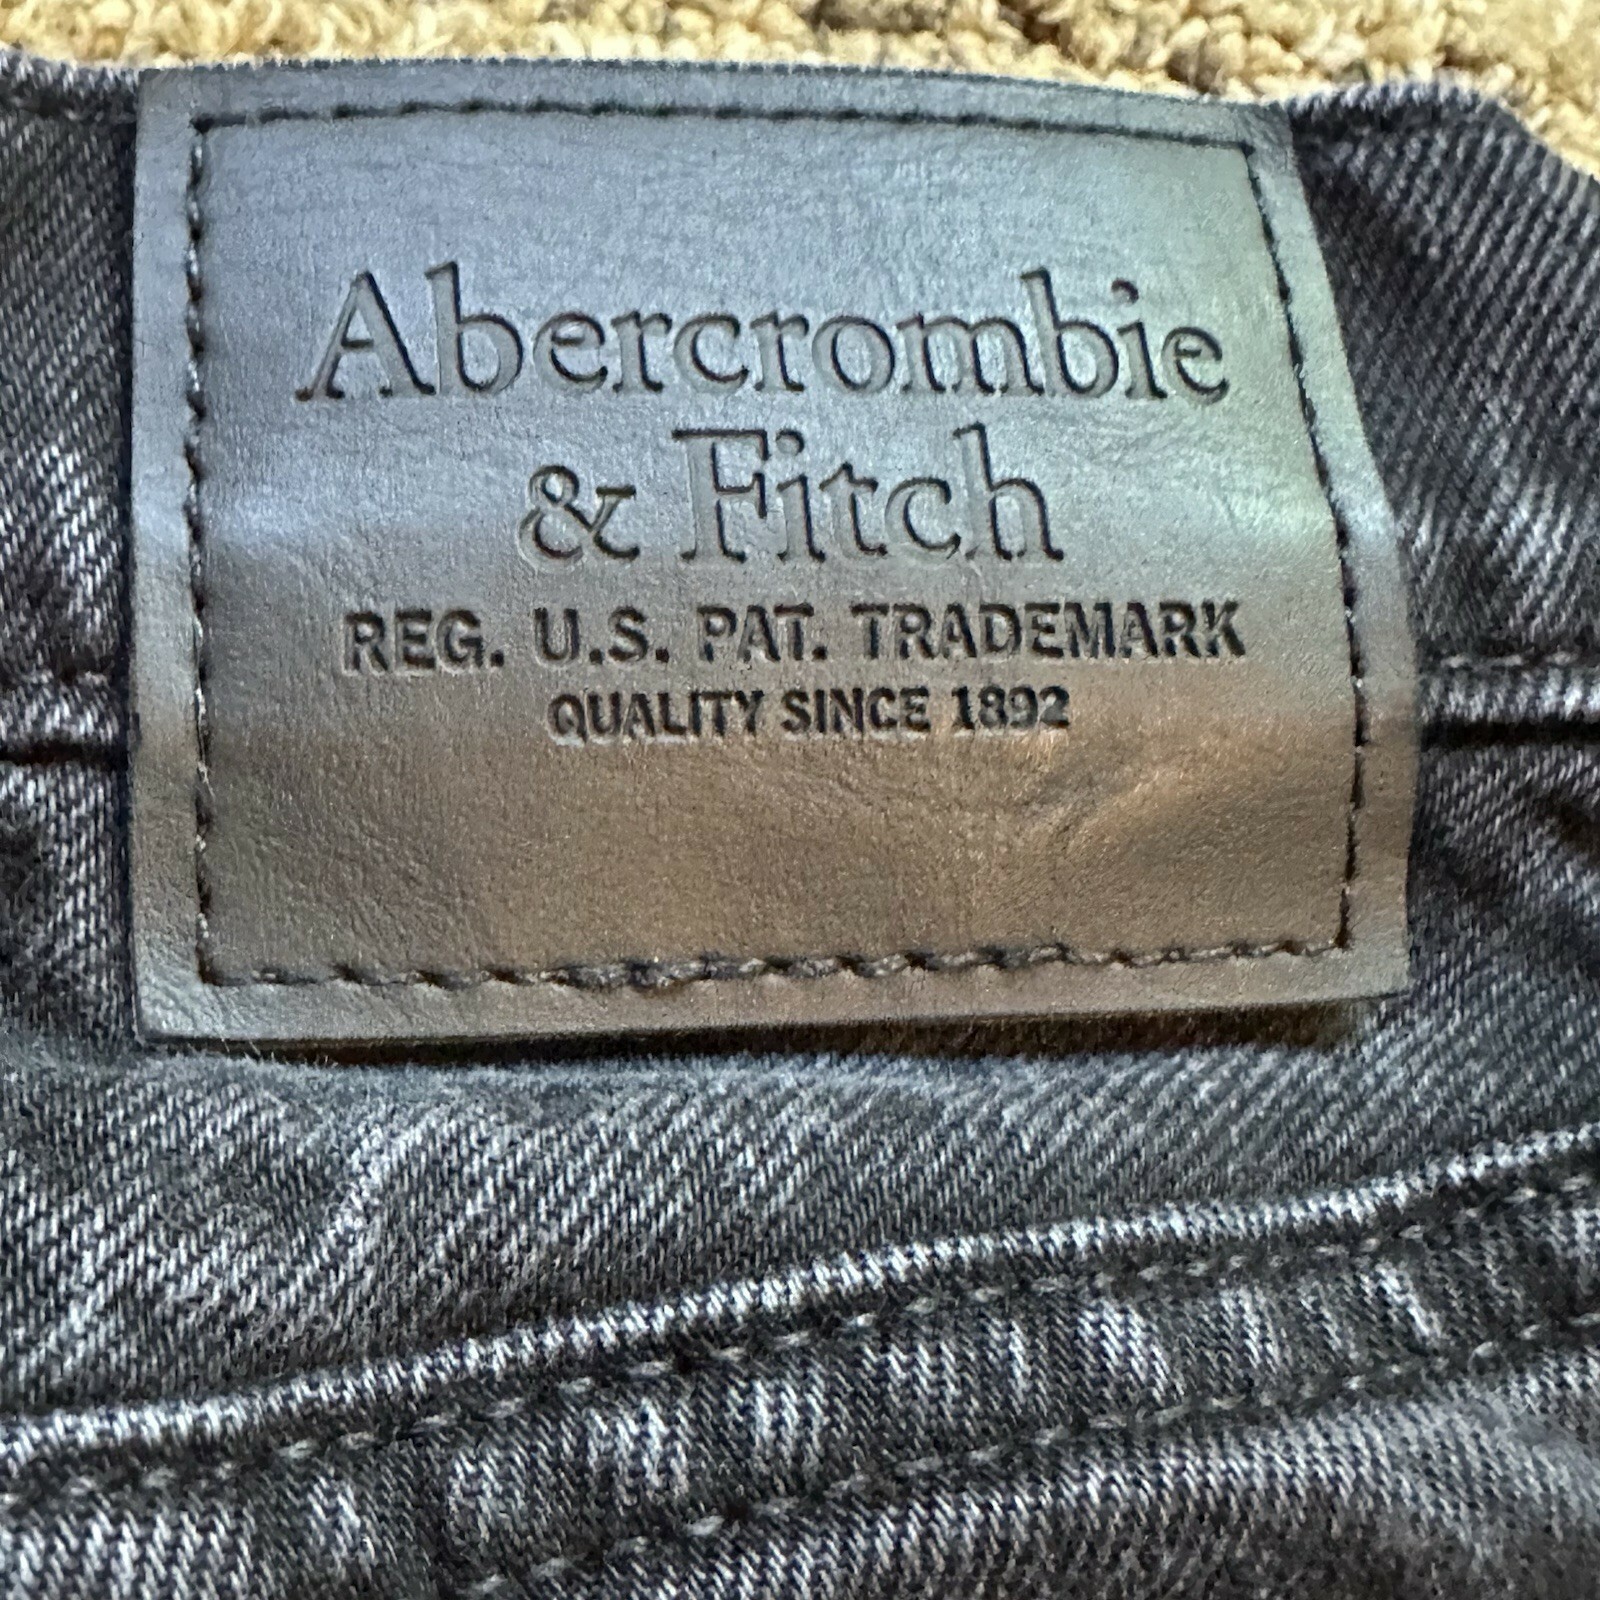 Abercrombie
& Fitch
REG. U.S. PAT. TRADEMARK
QUALITY SINCE 1892